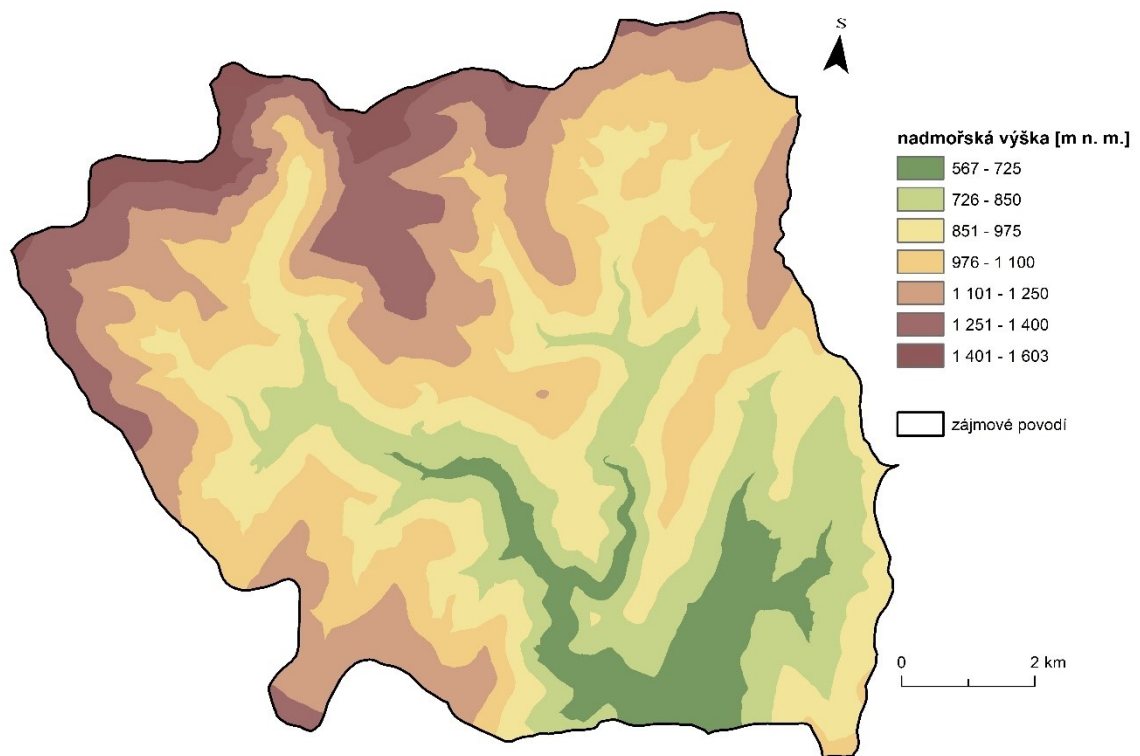 S
nadmořská výška [m n. m.]
567 - 725
726 - 850
851 - 975
976 - 1 100
1 101 - 1 250
1 251 - 1 400
1 401 - 1 603
zájmové povodí
0 2 km